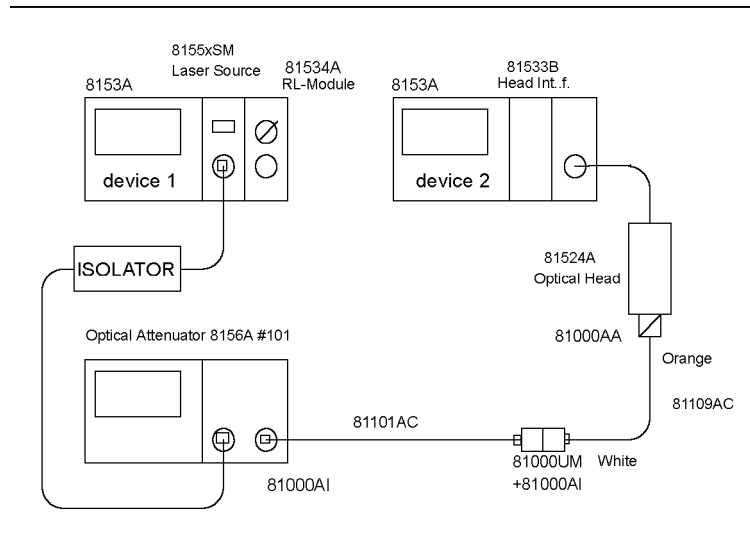 8155xSM
Laser Source
81534A
RL-Module
8153A
device 1
8153A
81533B
Head Int..f.
device 2
ISOLATOR
81524A
Optical Head
81000AA
Orange
81109AC
Optical Attenuator 8156A #101
81101AC
81000AI
81000UM
+81000AI
White